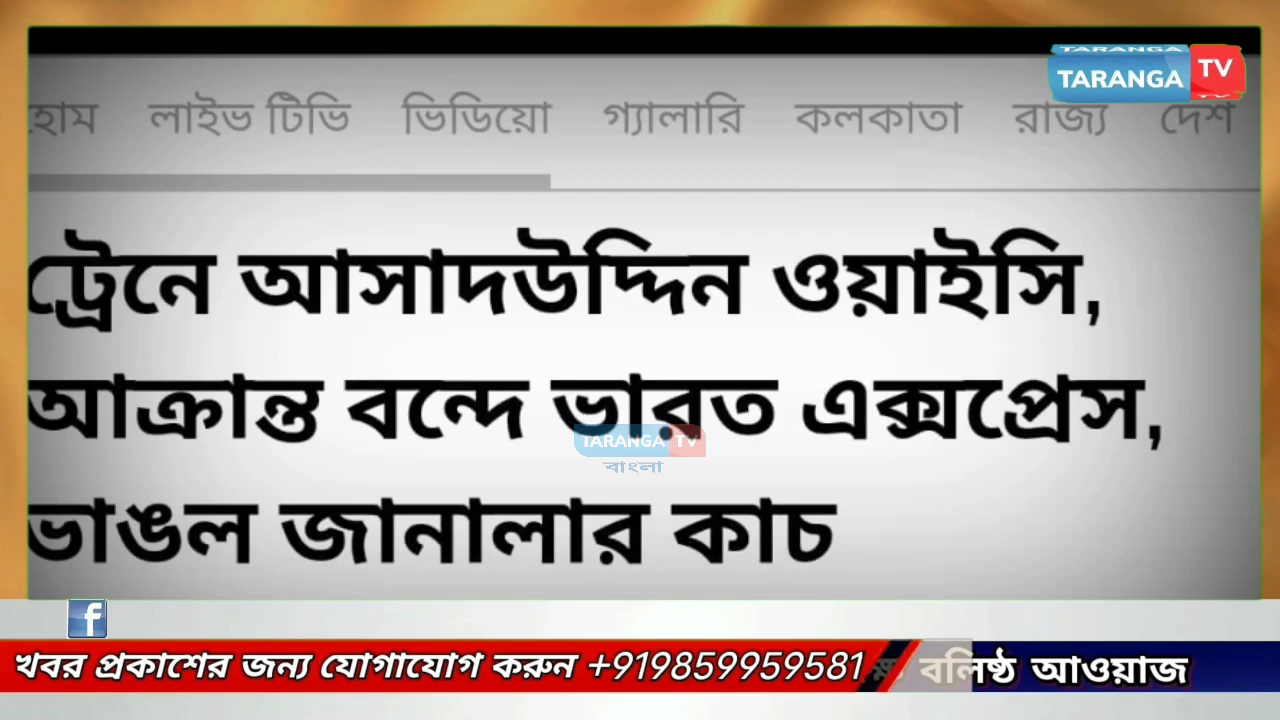 TARANGA TV
হোম লাইভ টিভি ভিডিয়ো গ্যালারি কলকাতা রাজ্য দেশ
ট্রেনে আসাদউদ্দিন ওয়াইসি,
আক্রান্ত বন্দে ভারত এক্সপ্রেস,
TARANGA TV
বাংলা
ভাঙল জানালার কাচ
f
খবর প্রকাশের জন্য যোগাযোগ করুন +919859959581 বলিষ্ঠ আওয়াজ